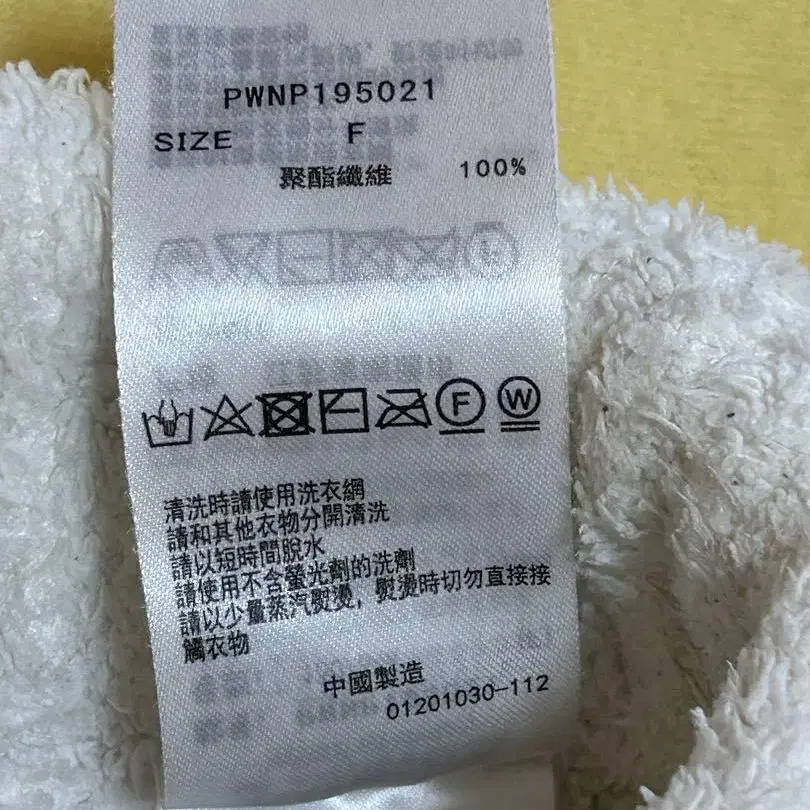 PWNP195021
SIZE F
聚酯纖維 100%
F W
清洗時請使用洗衣網
請和其他衣物分開清洗
請以短時間脫水
請使用不含螢光劑的洗劑
請以少量蒸汽熨燙，熨燙時切勿直接接
觸衣物
中國製造
01201030-112